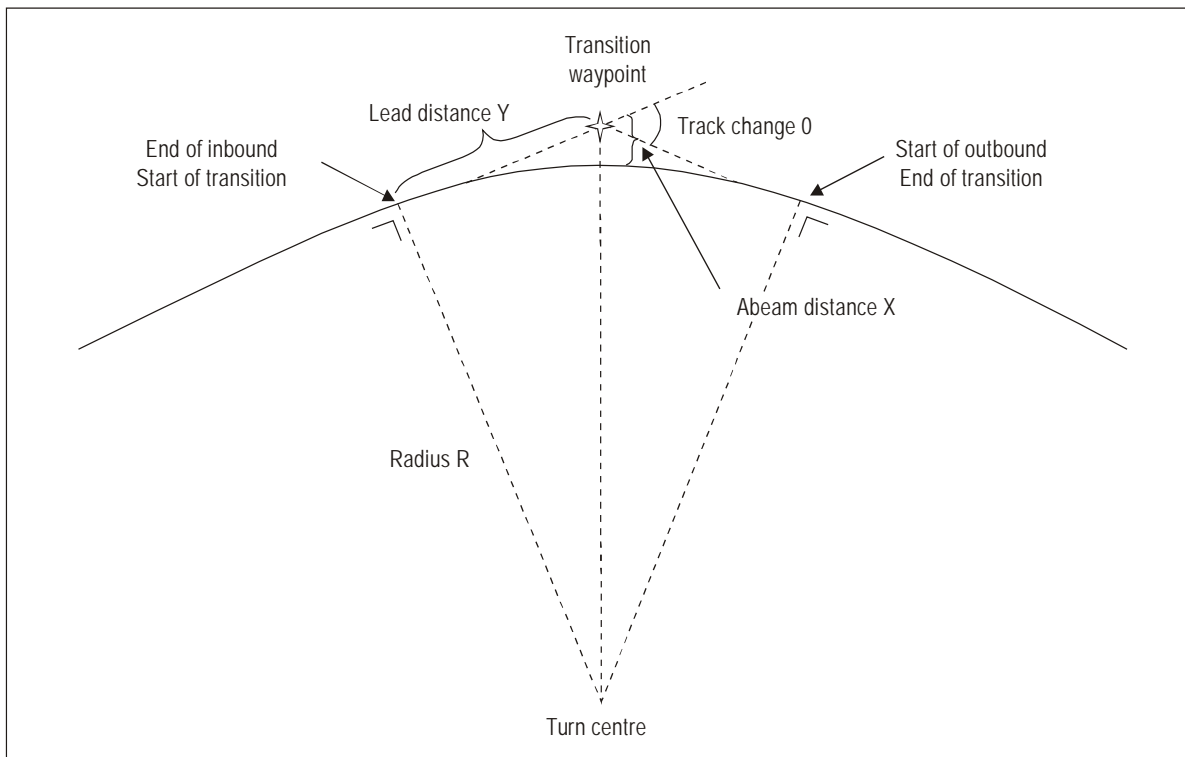 Transition
waypoint
Lead distance Y
Track change 0
End of inbound
Start of transition
Start of outbound
End of transition
Abeam distance X
Radius R
Turn centre